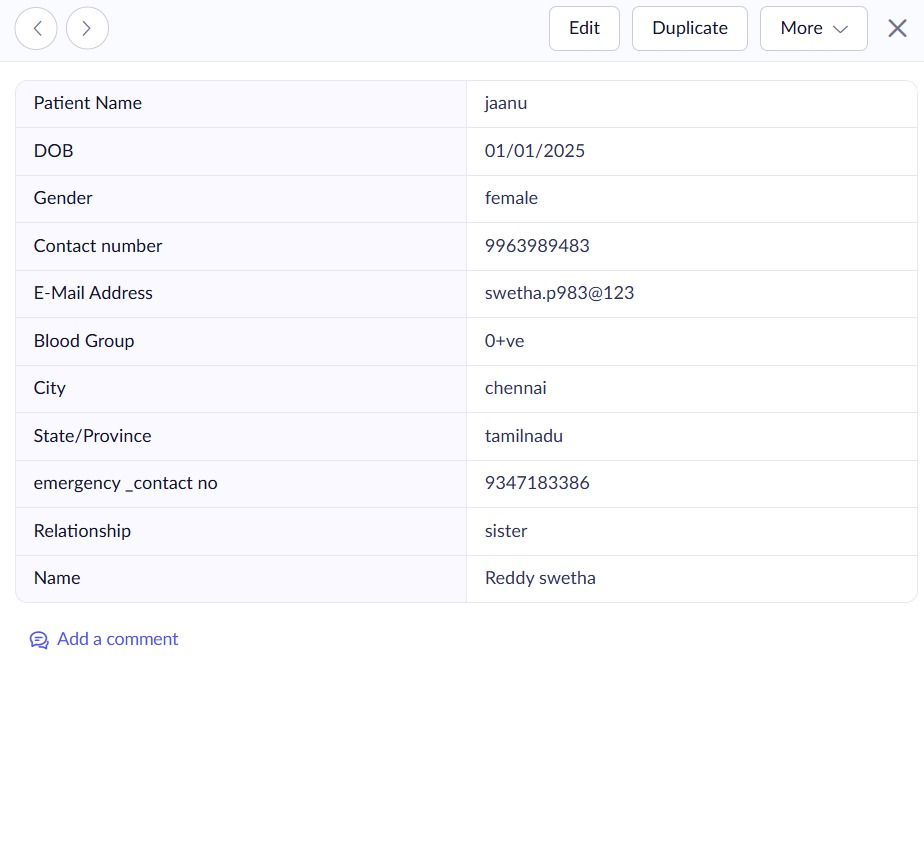 Edit Duplicate More
Patient Name jaanu
DOB 01/01/2025
Gender female
Contact number 9963989483
E-Mail Address swetha.p983@123
Blood Group 0+ve
City chennai
State/Province tamilnadu
emergency _contact no 9347183386
Relationship sister
Name Reddy swetha
Add a comment